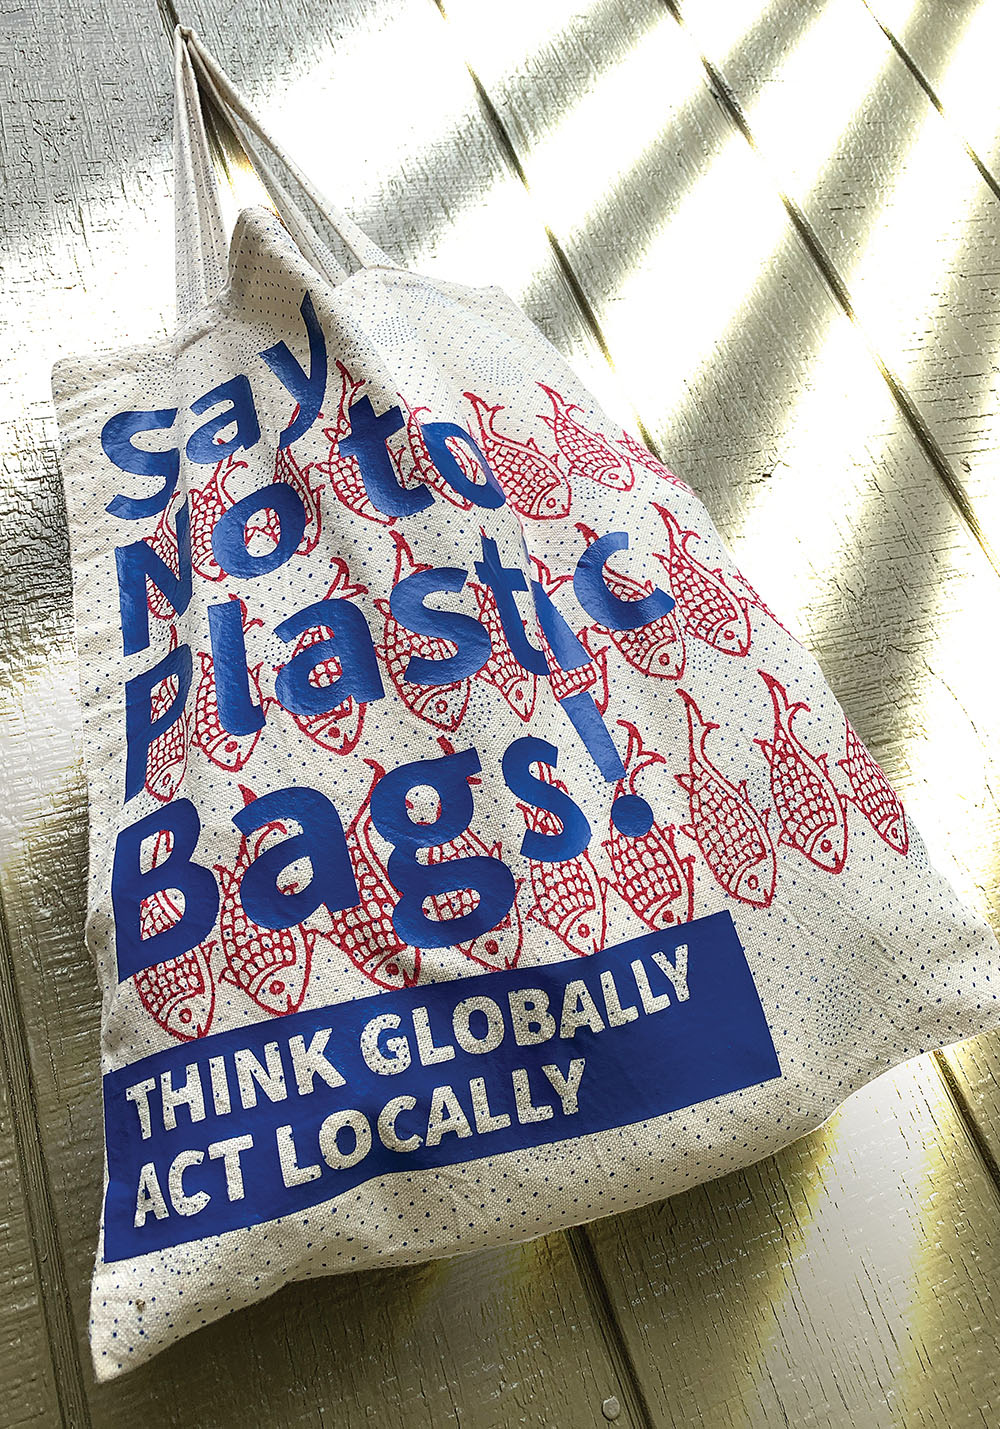 Say
No to
Plastic
Bags!
THINK GLOBALLY
ACT LOCALLY